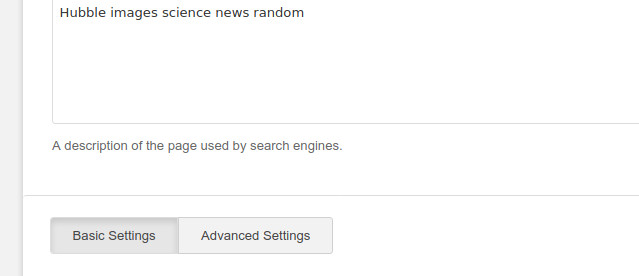 Hubble images science news random
A description of the page used by search engines.
Basic Settings
Advanced Settings